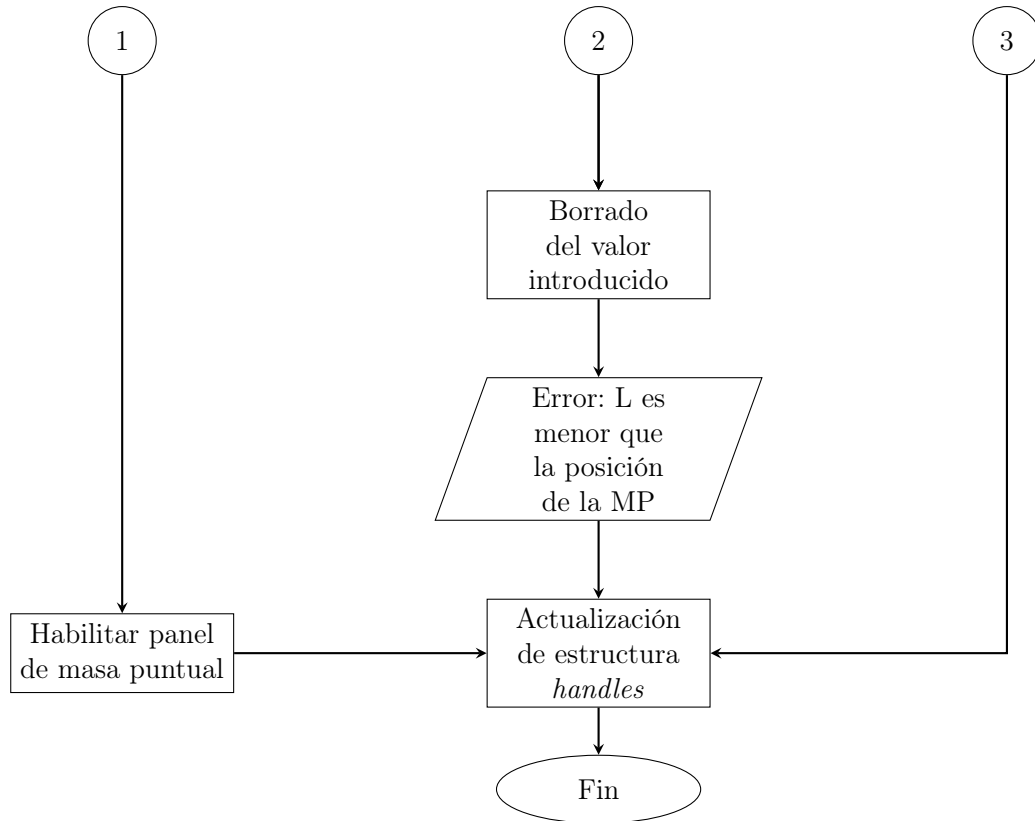 1
2
3
Borrado
del valor
introducido
Error: L es
menor que
la posición
de la MP
Habilitar panel
de masa puntual
Actualización
de estructura
handles
Fin